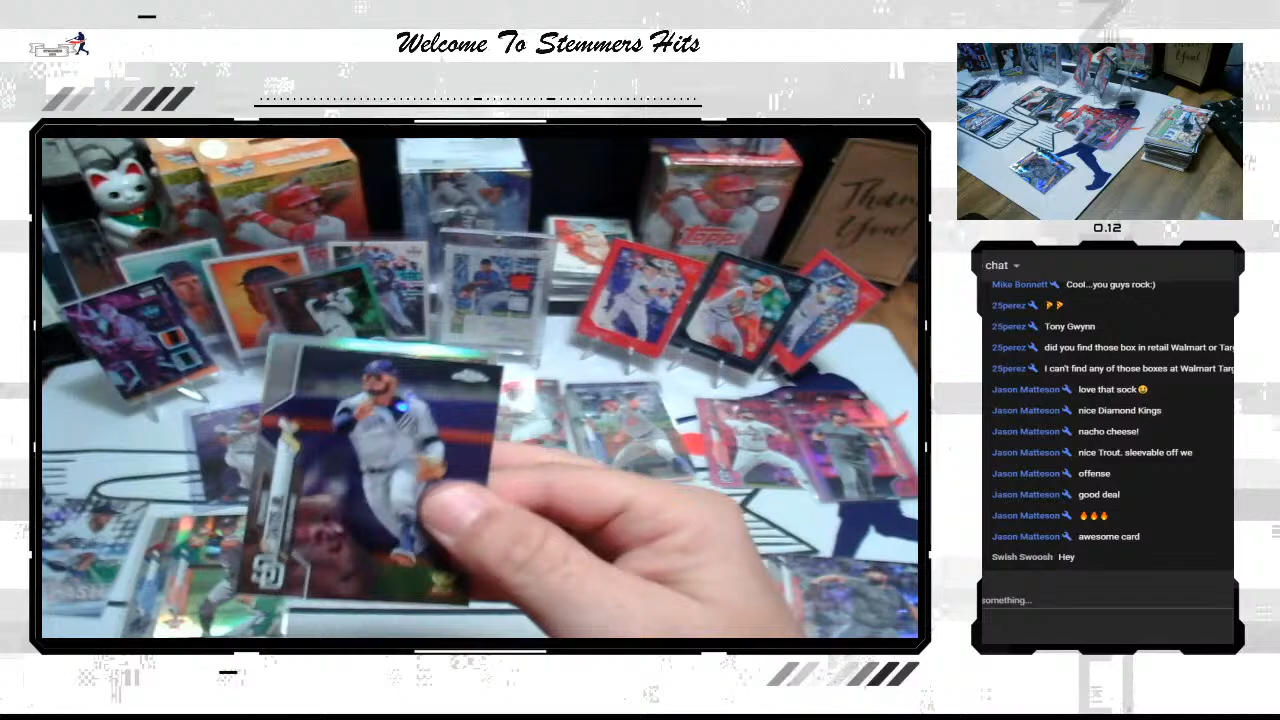 Welcome To Stemmers Hits
Thank
You!
TOPPS
SD
0.12
chat
Mike Bonnett Cool...you guys rock:)
25perez 🍕🍕
25perez Tony Gwynn
25perez did you find those box in retail Walmart or Targ
25perez I can't find any of those boxes at Walmart Targ
Jason Matteson love that sock😃
Jason Matteson nice Diamond Kings
Jason Matteson nacho cheese!
Jason Matteson nice Trout. sleevable off we
Jason Matteson offense
Jason Matteson good deal
Jason Matteson 🔥🔥🔥
Jason Matteson awesome card
Swish Swoosh Hey
something...